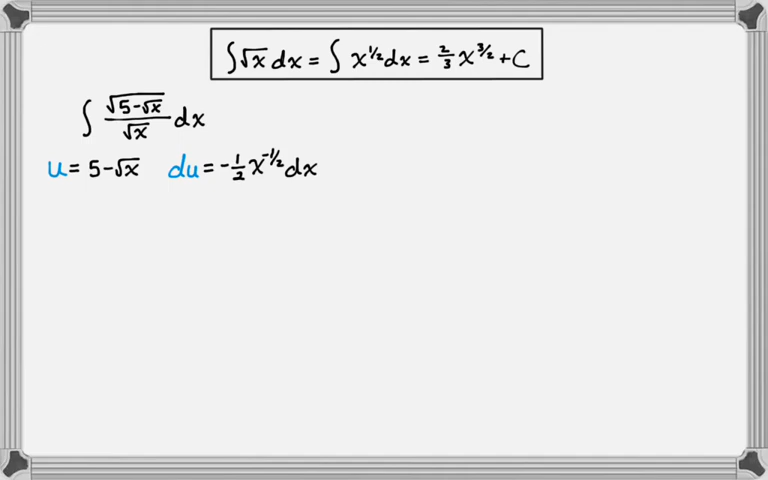 ∫√x dx = ∫ x^(1/2) dx = 2/3 x^(3/2) + C
∫ √(5-√x)/√x dx
u = 5-√x  du = -1/2 x^(-1/2) dx